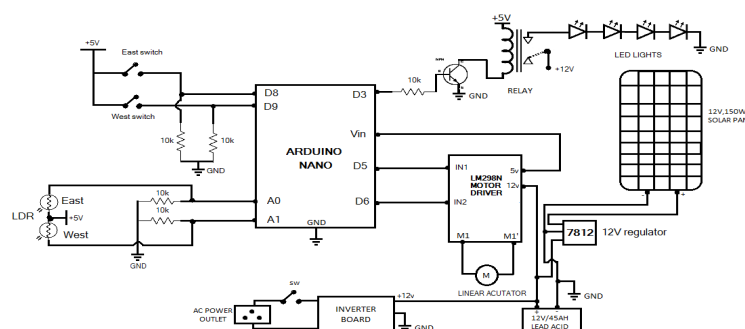 +5V
LED LIGHTS
GND
+5V
East switch
West switch
10k
GND
RELAY
+12V
12V,150W
SOLAR PAN
D8
D9
D3
Vin
ARDUINO
NANO
D5
D6
A0
A1
GND
10k
10k
GND
IN1
IN2
5v
12v
LM298N
MOTOR
DRIVER
M1
M1'
M
LINEAR ACUTATOR
LDR
East
+5V
West
10k
10k
GND
-
+
7812
12V regulator
GND
sw
AC POWER
OUTLET
INVERTER
BOARD
+12v
GND
+
-
12V/45AH
LEAD ACID